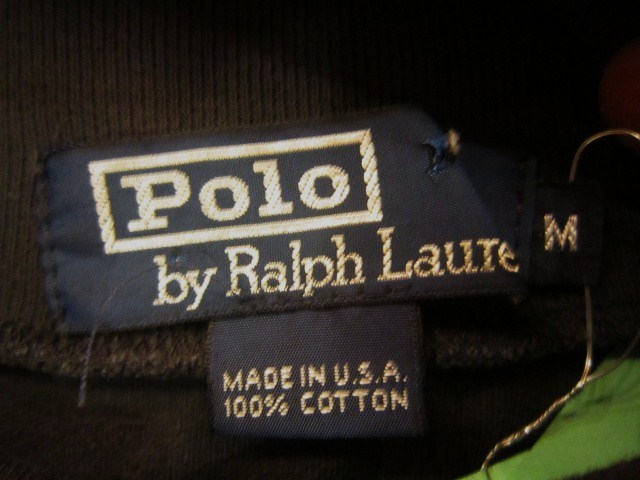 Polo
by Ralph Laure
M
MADE IN U.S.A.
100% COTTON